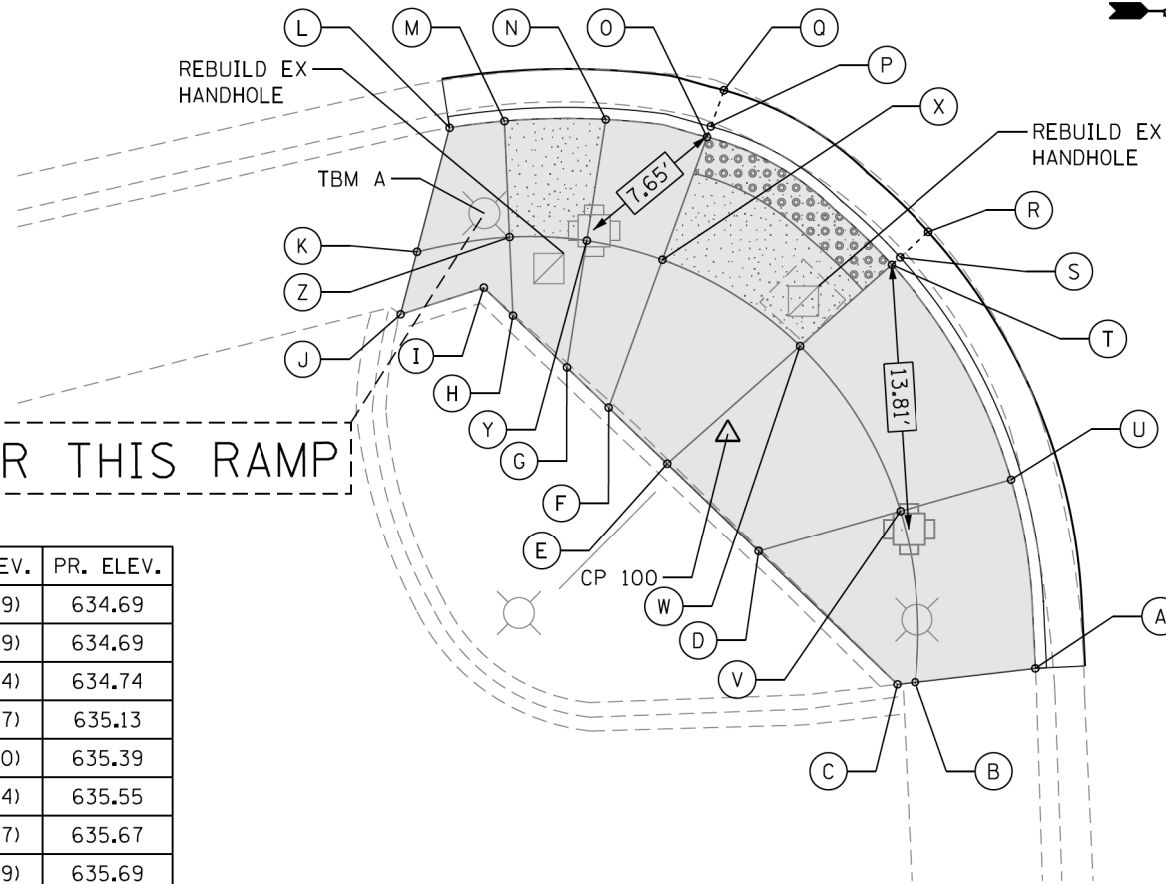 L
M
N
O
Q
P
X
REBUILD EX
HANDHOLE
REBUILD EX
HANDHOLE
TBM A
7.65'
R
K
S
Z
T
J
I
H
13.81'
U
Y
G
R THIS RAMP
F
E
CP 100
W
D
V
A
C
B
EV. PR. ELEV.
9) 634.69
9) 634.69
4) 634.74
7) 635.13
0) 635.39
4) 635.55
7) 635.67
9) 635.69